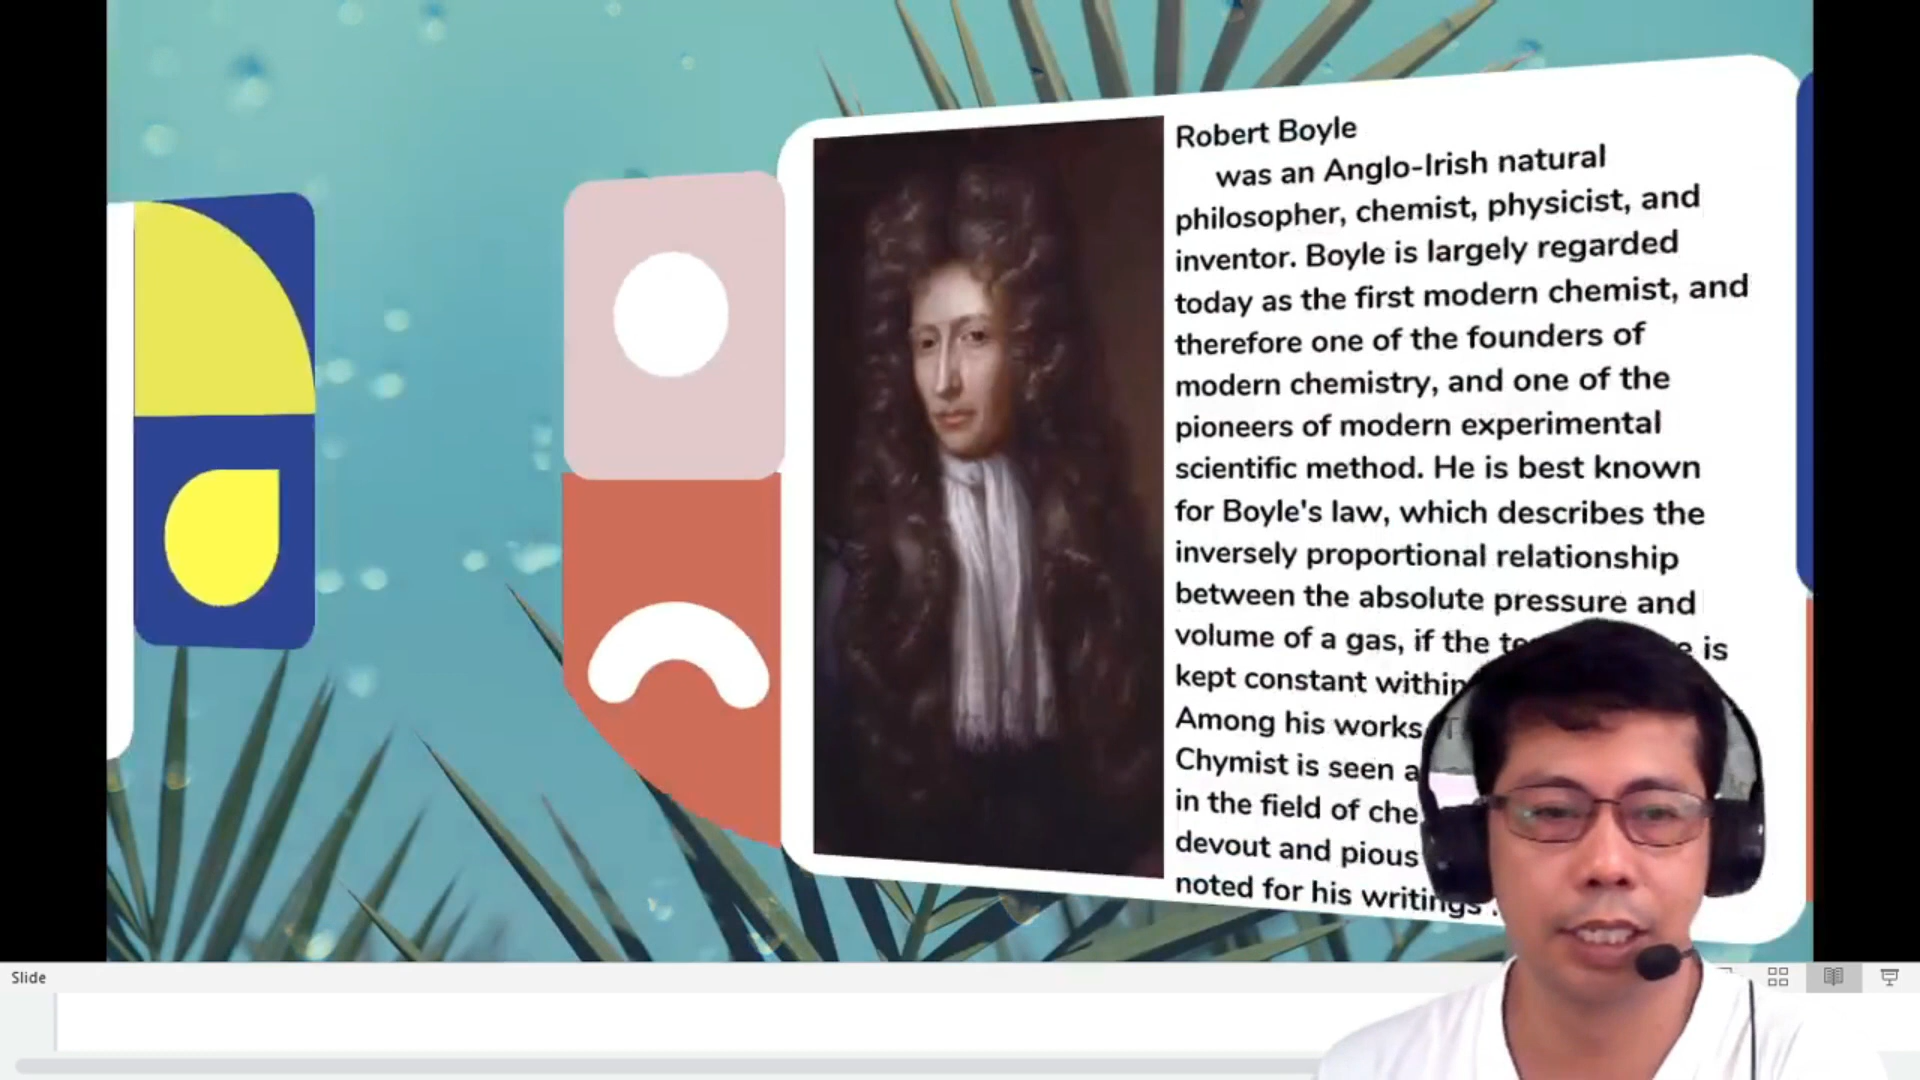 Robert Boyle
was an Anglo-Irish natural
philosopher, chemist, physicist, and
inventor. Boyle is largely regarded
today as the first modern chemist, and
therefore one of the founders of
modern chemistry, and one of the
pioneers of modern experimental
scientific method. He is best known
for Boyle's law, which describes the
inversely proportional relationship
between the absolute pressure and
volume of a gas, if the is
kept constant within
Among his works
Chymist is seen
in the field of
devout and pious
noted for his writings
Slide